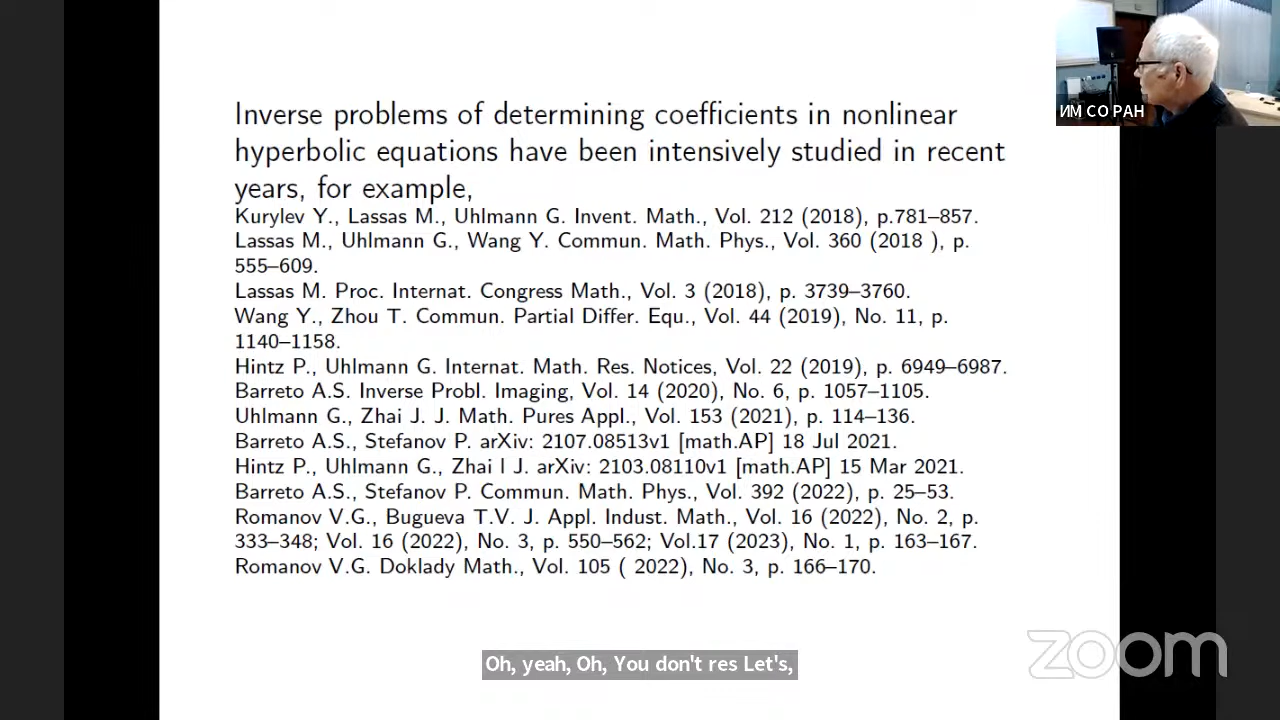 Inverse problems of determining coefficients in nonlinear
hyperbolic equations have been intensively studied in recent
years, for example,
Kurylev Y., Lassas M., Uhlmann G. Invent. Math., Vol. 212 (2018), p.781–857.
Lassas M., Uhlmann G., Wang Y. Commun. Math. Phys., Vol. 360 (2018 ), p.
555–609.
Lassas M. Proc. Internat. Congress Math., Vol. 3 (2018), p. 3739–3760.
Wang Y., Zhou T. Commun. Partial Differ. Equ., Vol. 44 (2019), No. 11, p.
1140–1158.
Hintz P., Uhlmann G. Internat. Math. Res. Notices, Vol. 22 (2019), p. 6949–6987.
Barreto A.S. Inverse Probl. Imaging, Vol. 14 (2020), No. 6, p. 1057–1105.
Uhlmann G., Zhai J. J. Math. Pures Appl., Vol. 153 (2021), p. 114–136.
Barreto A.S., Stefanov P. arXiv: 2107.08513v1 [math.AP] 18 Jul 2021.
Hintz P., Uhlmann G., Zhai l J. arXiv: 2103.08110v1 [math.AP] 15 Mar 2021.
Barreto A.S., Stefanov P. Commun. Math. Phys., Vol. 392 (2022), p. 25–53.
Romanov V.G., Bugueva T.V. J. Appl. Indust. Math., Vol. 16 (2022), No. 2, p.
333–348; Vol. 16 (2022), No. 3, p. 550–562; Vol.17 (2023), No. 1, p. 163–167.
Romanov V.G. Doklady Math., Vol. 105 ( 2022), No. 3, p. 166–170.
ИМ СО РАН
Oh, yeah, Oh, You don't res Let's,
zoom